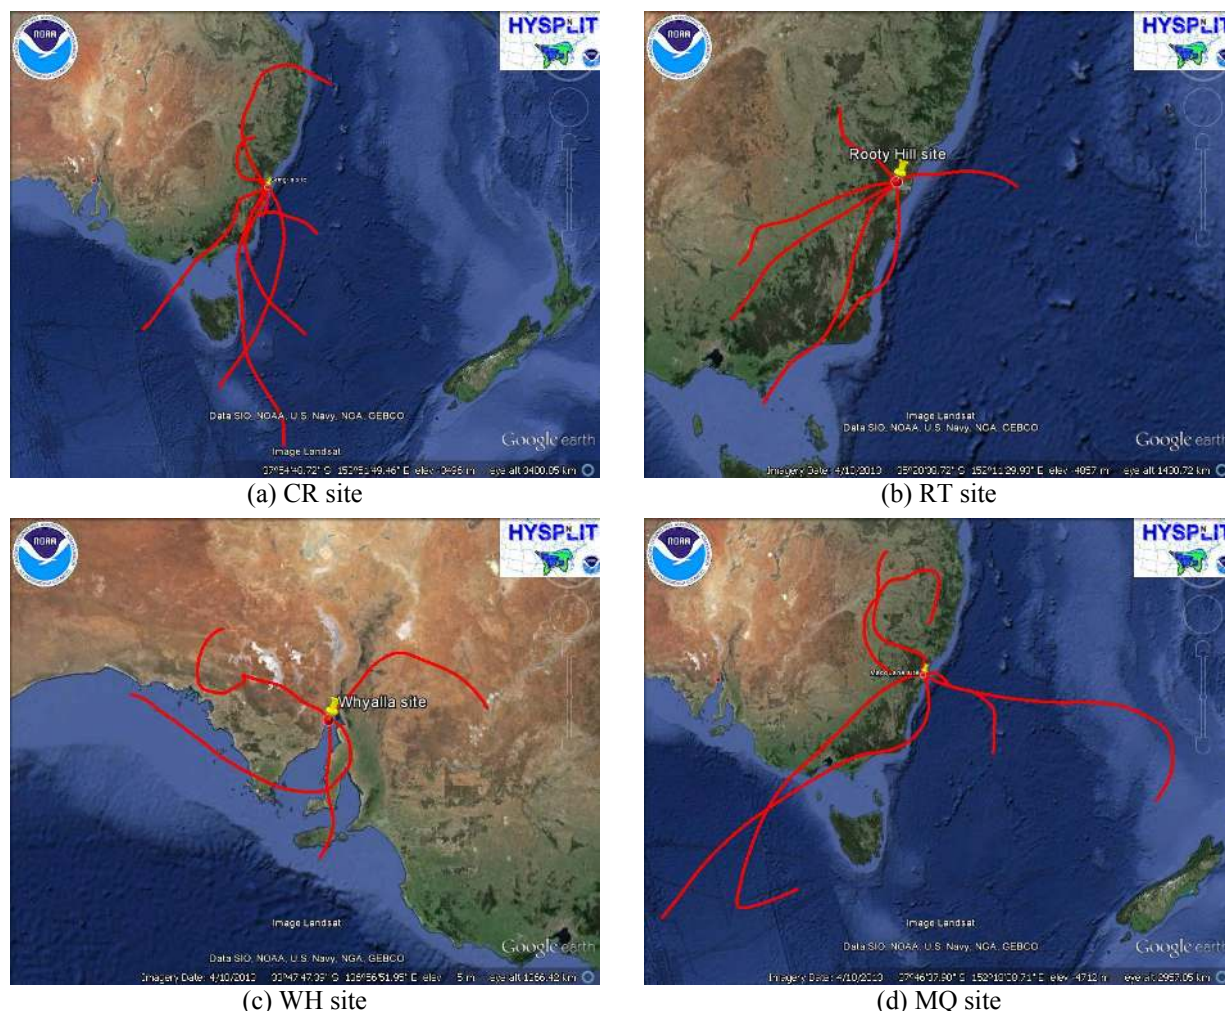 NOAA
HYSPLIT
Data SIO, NOAA, U.S. Navy, NGA, GEBCO
Image Landsat
Google earth
(a) CR site
NOAA
HYSPLIT
Rooty Hill site
Image Landsat
Data SIO, NOAA, U.S. Navy, NGA, GEBCO
Google earth
Imagery Date: 4/10/2013
(b) RT site
NOAA
HYSPLIT
Whyalla site
Image Landsat
Data SIO, NOAA, U.S. Navy, NGA, GEBCO
Google earth
Imagery Date: 4/10/2013
(c) WH site
NOAA
HYSPLIT
Macquarie site
Image Landsat
Data SIO, NOAA, U.S. Navy, NGA, GEBCO
Google earth
Imagery Date: 4/10/2013
(d) MQ site